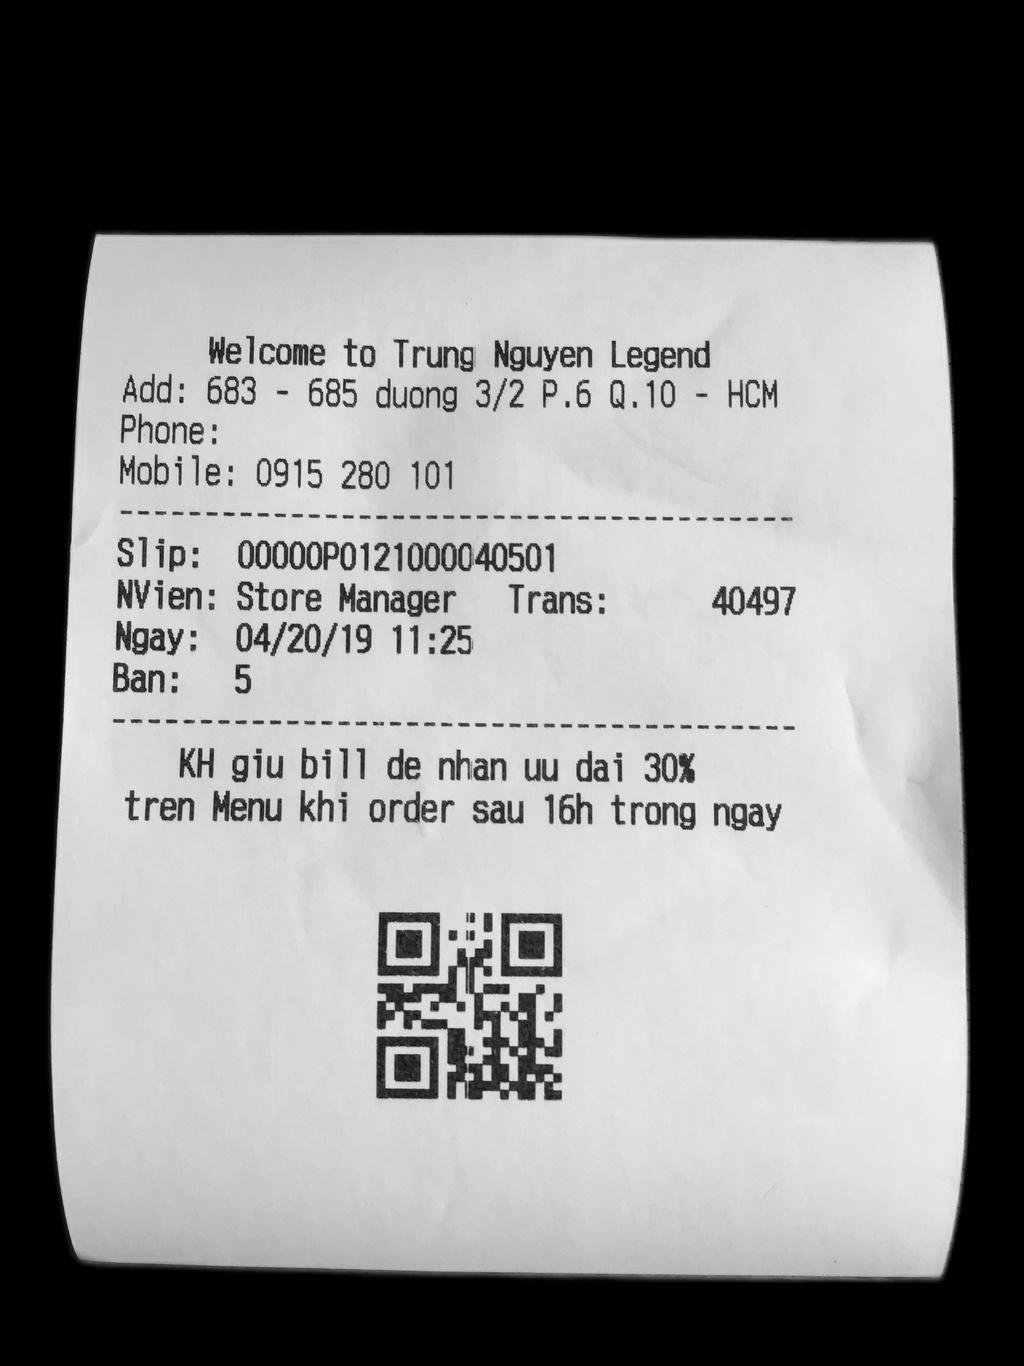 Welcome to Trung Nguyen Legend
Add: 683 - 685 duong 3/2 P.6 Q.10 - HCM
Phone:
Mobile: 0915 280 101
Slip: 00000P0121000040501
NVien: Store Manager Trans: 40497
Ngay: 04/20/19 11:25
Ban: 5
KH giu bill de nhan uu dai 30%
tren Menu khi order sau 16h trong ngay